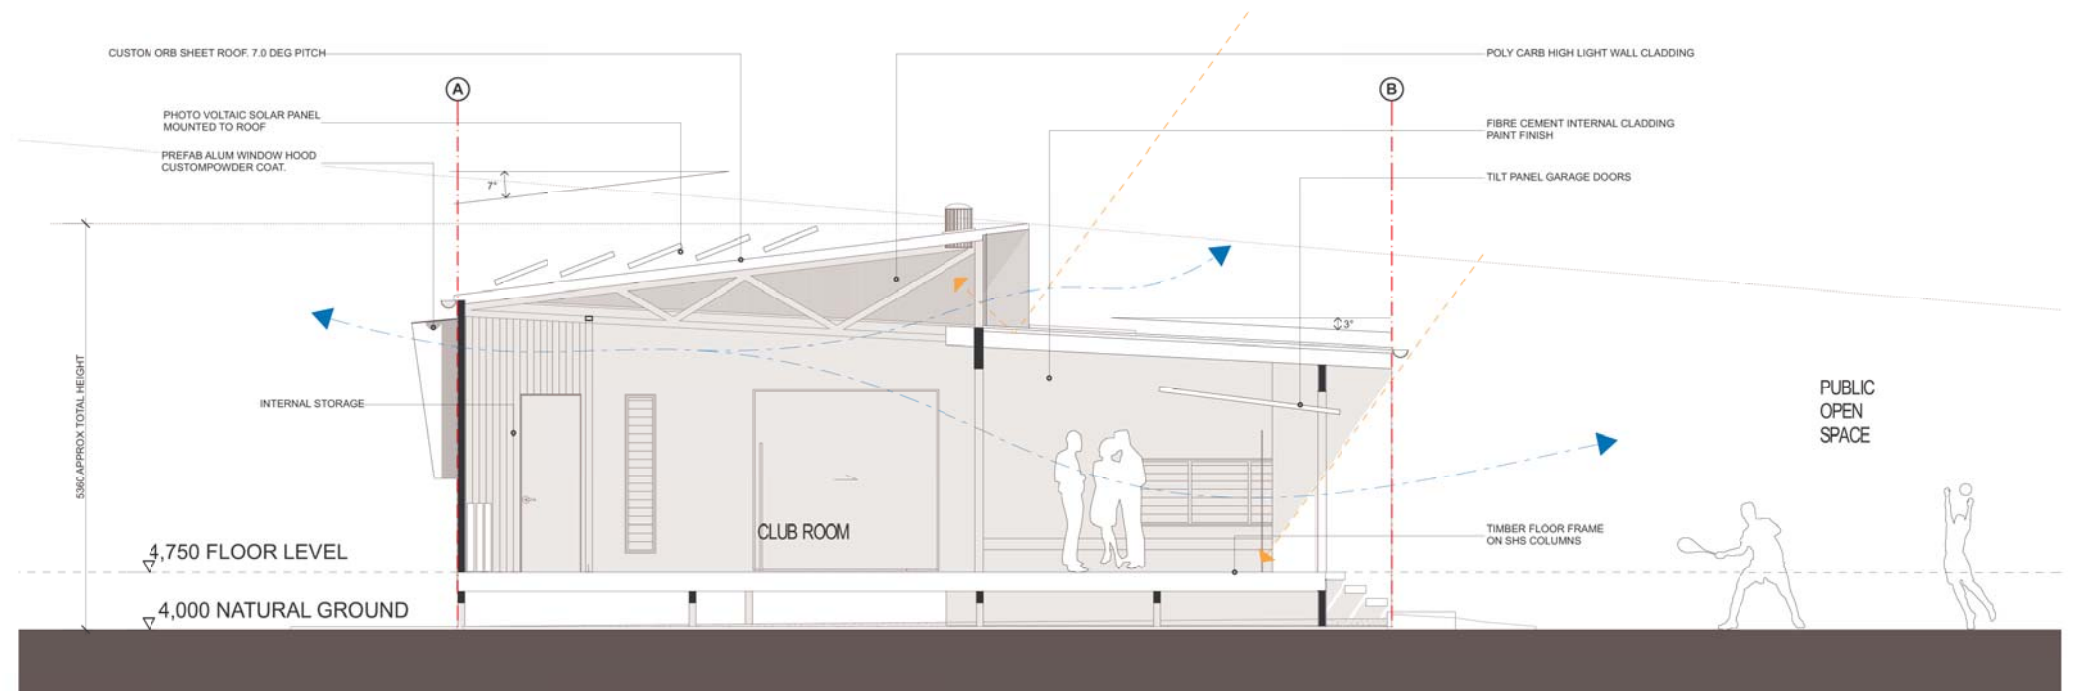 CUSTOM ORB SHEET ROOF. 7.0 DEG PITCH
POLY CARB HIGH LIGHT WALL CLADDING
A
B
PHOTO VOLTAIC SOLAR PANEL
MOUNTED TO ROOF
FIBRE CEMENT INTERNAL CLADDING
PAINT FINISH
PREFAB ALUM WINDOW HOOD
CUSTOMPOWDER COAT.
TILT PANEL GARAGE DOORS
7°
3°
5360 APPROX TOTAL HEIGHT
INTERNAL STORAGE
PUBLIC
OPEN
SPACE
CLUB ROOM
TIMBER FLOOR FRAME
ON SHS COLUMNS
4,750 FLOOR LEVEL
4,000 NATURAL GROUND